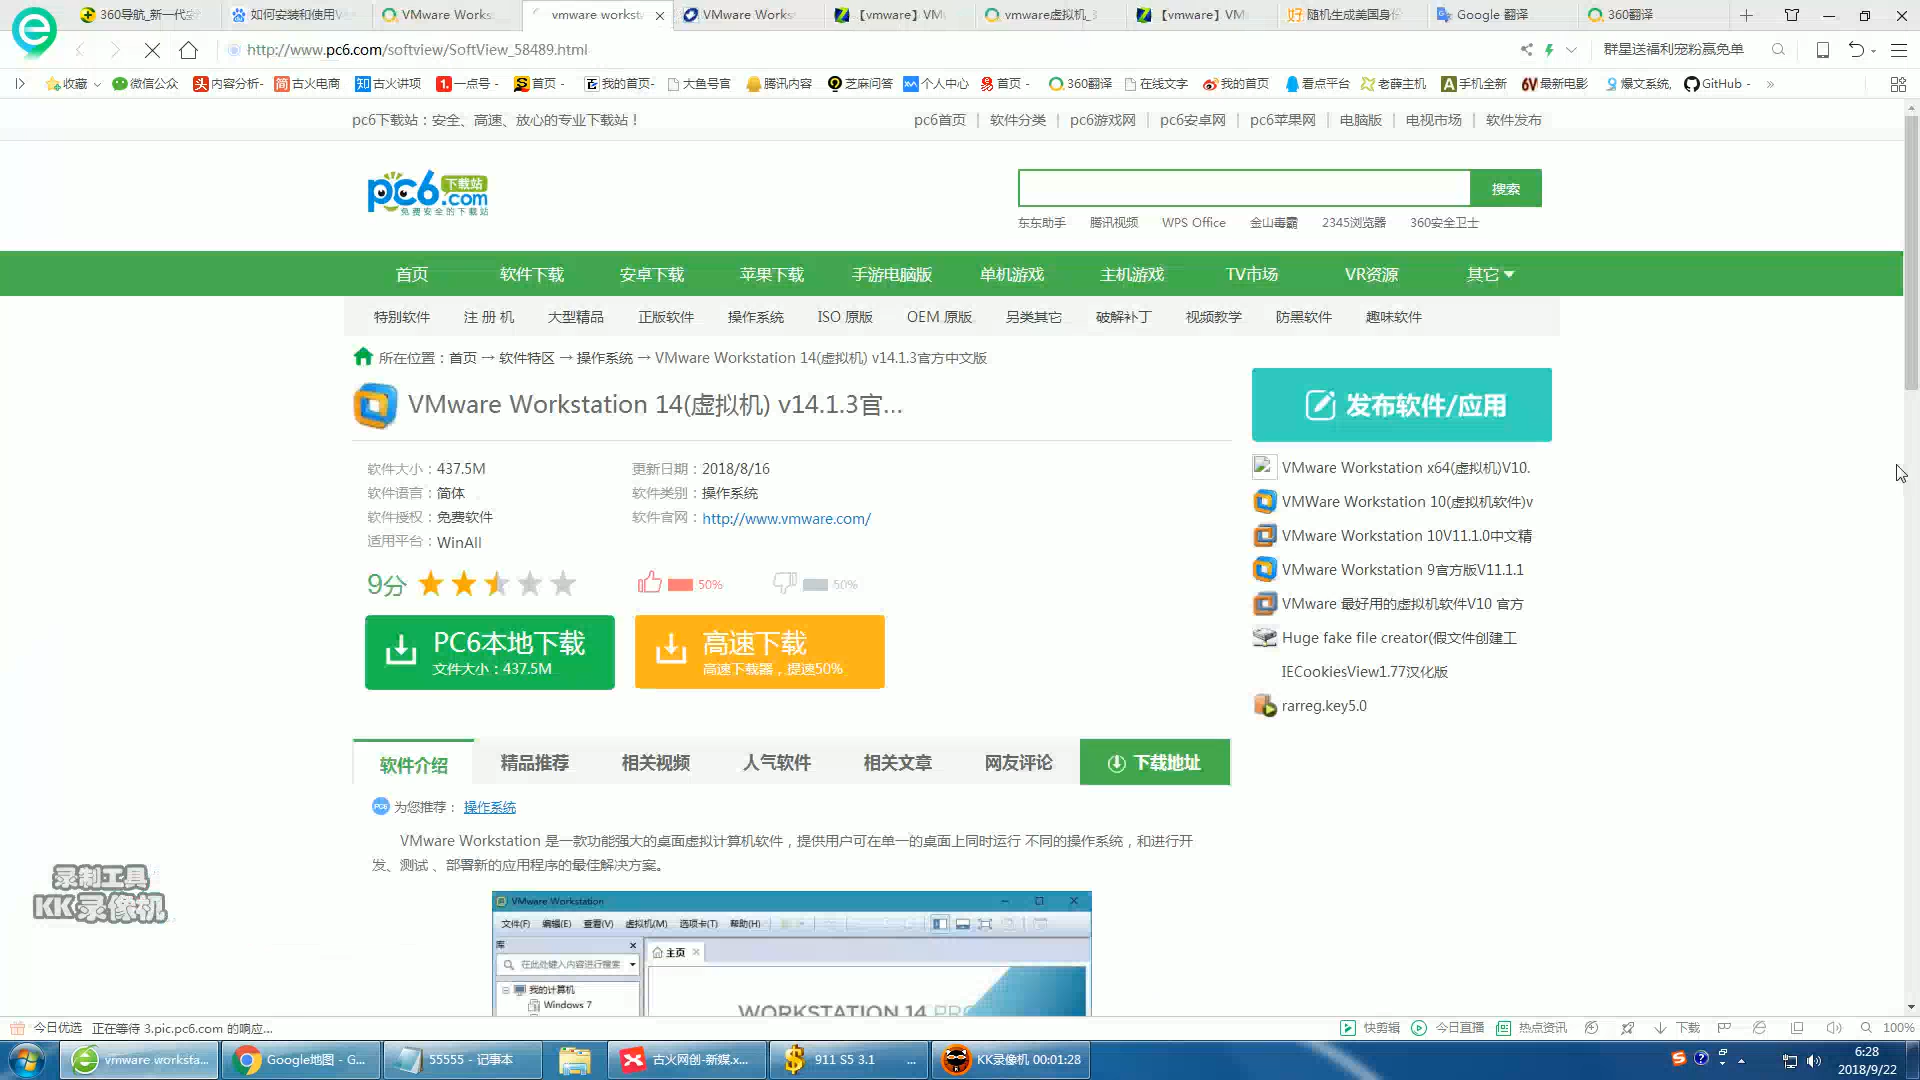 360导航_新一代安
如何安装和使用V
VMware Works
vmware workst
VMware Works
【vmware】VM
vmware虚拟机_3
【vmware】VM
随机生成美国身份
Google 翻译
360翻译
http://www.pc6.com/softview/SoftView_58489.html
群星送福利宠粉赢免单
收藏 微信公众 内容分析- 古火电商 古火讲项 一点号 - 首页 - 我的首页- 大鱼号官 腾讯内容 芝麻问答 个人中心 首页 - 360翻译 在线文字 我的首页 看点平台 老薛主机 手机全新 最新电影 爆文系统, GitHub -
pc6下载站：安全、高速、放心的专业下载站！
pc6首页 | 软件分类 | pc6游戏网 | pc6安卓网 | pc6苹果网 | 电脑版 | 电视市场 | 软件发布
pc6.com 下载站
免费安全的下载站
搜索
东东助手 腾讯视频 WPS Office 金山毒霸 2345浏览器 360安全卫士
首页 软件下载 安卓下载 苹果下载 手游电脑版 单机游戏 主机游戏 TV市场 VR资源 其它
特别软件 注 册 机 大型精品 正版软件 操作系统 ISO 原版 OEM 原版 另类其它 破解补丁 视频教学 防黑软件 趣味软件
所在位置：首页 → 软件特区 → 操作系统 → VMware Workstation 14(虚拟机) v14.1.3官方中文版
VMware Workstation 14(虚拟机) v14.1.3官...
软件大小：437.5M 更新日期：2018/8/16
软件语言：简体 软件类别：操作系统
软件授权：免费软件 软件官网：http://www.vmware.com/
适用平台：WinAll
9分
50%
50%
PC6本地下载
文件大小：437.5M
高速下载
高速下载器，提速50%
发布软件/应用
VMware Workstation x64(虚拟机)V10.
VMWare Workstation 10(虚拟机软件)v
VMware Workstation 10V11.1.0中文精
VMware Workstation 9官方版V11.1.1
VMware 最好用的虚拟机软件V10 官方
Huge fake file creator(假文件创建工
IECookiesView1.77汉化版
rarreg.key5.0
软件介绍 精品推荐 相关视频 人气软件 相关文章 网友评论 下载地址
为您推荐： 操作系统
VMware Workstation 是一款功能强大的桌面虚拟计算机软件，提供用户可在单一的桌面上同时运行 不同的操作系统，和进行开
发、测试 、部署新的应用程序的最佳解决方案。
VMware Workstation
文件(F) 编辑(E) 查看(V) 虚拟机(M) 选项卡(T) 帮助(H)
库
主页
在此处键入内容进行搜索
我的计算机
Windows 7
WORKSTATION 14 PRO
录制工具
KK录像机
今日优选 正在等待 3.pic.pc6.com 的响应...
快剪辑 今日直播 热点资讯 下载 100%
vmware worksta...
Google地图 - G...
55555 - 记事本
古火网创-新媒.x...
911 S5 3.1 ...
KK录像机 00:01:28
6:28
2018/9/22